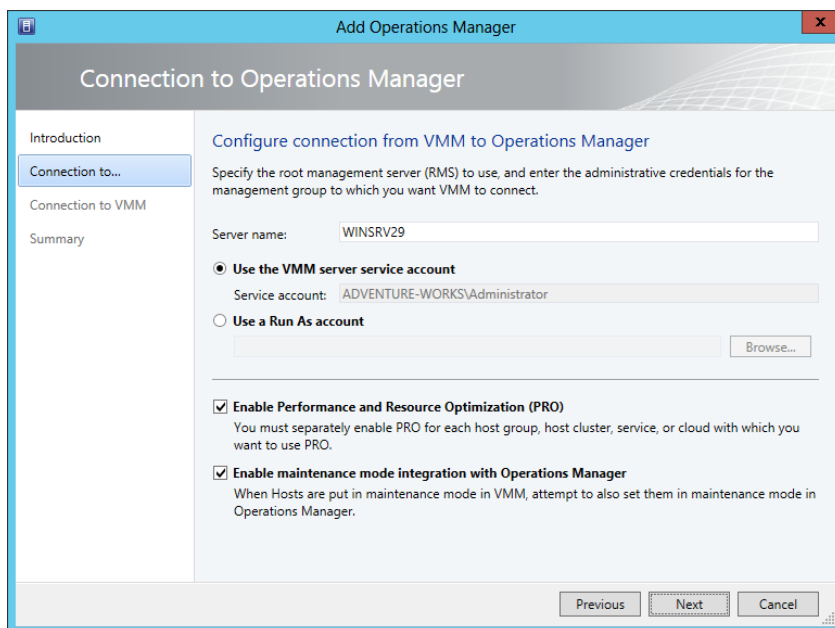 Add Operations Manager
x
Connection to Operations Manager
Introduction
Connection to...
Connection to VMM
Summary
Configure connection from VMM to Operations Manager
Specify the root management server (RMS) to use, and enter the administrative credentials for the
management group to which you want VMM to connect.
Server name: WINSRV29
Use the VMM server service account
Service account: ADVENTURE-WORKS\Administrator
Use a Run As account
Browse...
Enable Performance and Resource Optimization (PRO)
You must separately enable PRO for each host group, host cluster, service, or cloud with which you
want to use PRO.
Enable maintenance mode integration with Operations Manager
When Hosts are put in maintenance mode in VMM, attempt to also set them in maintenance mode in
Operations Manager.
Previous Next Cancel